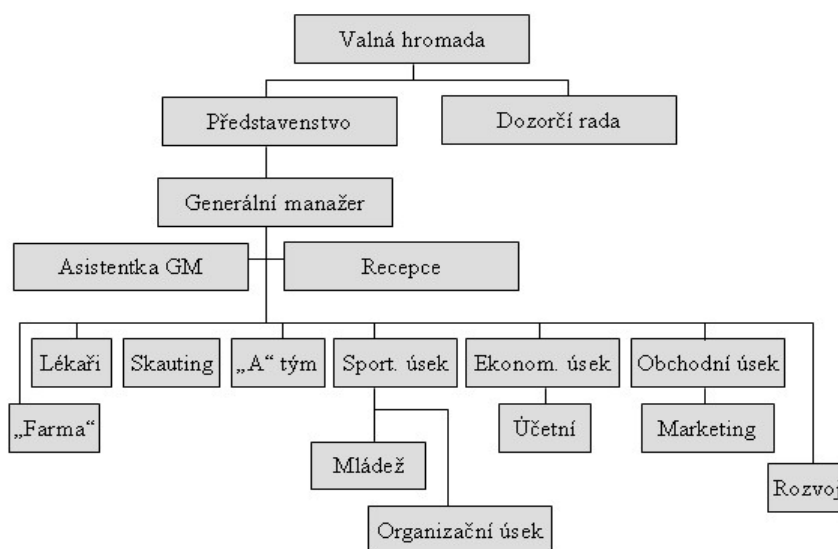 Valná hromada
Představenstvo
Dozorčí rada
Generální manažer
Asistentka GM
Recepce
Lékaři
Skauting
„A“ tým
Sport. úsek
Ekonom. úsek
Obchodní úsek
„Farma“
Účetní
Marketing
Mládež
Rozvoj
Organizační úsek